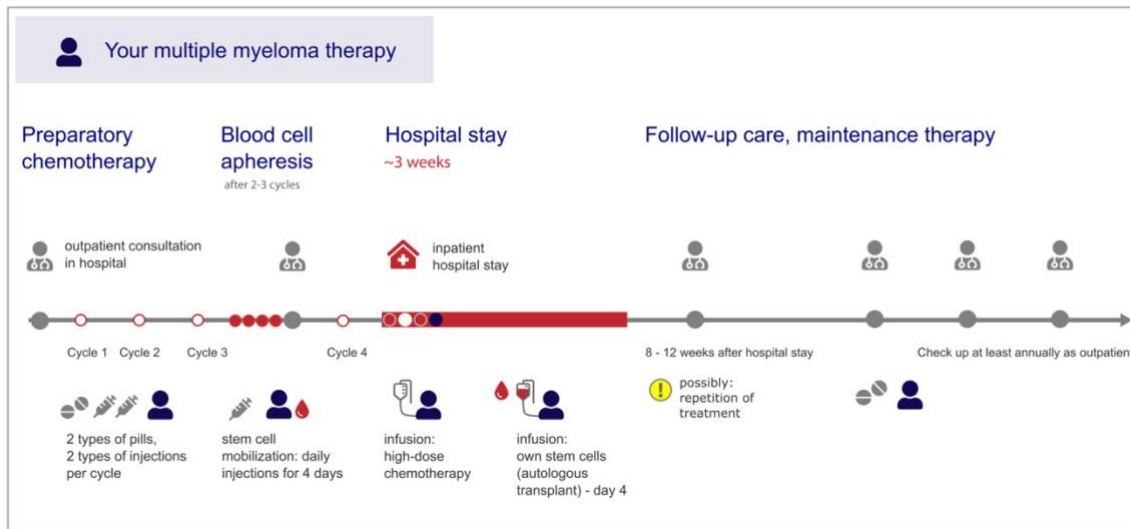 Your multiple myeloma therapy
Preparatory
chemotherapy
Blood cell
apheresis
after 2-3 cycles
Hospital stay
~3 weeks
Follow-up care, maintenance therapy
outpatient consultation
in hospital
inpatient
hospital stay
Cycle 1
Cycle 2
Cycle 3
Cycle 4
8 - 12 weeks after hospital stay
Check up at least annually as outpatient
2 types of pills,
2 types of injections
per cycle
stem cell
mobilization: daily
injections for 4 days
infusion:
high-dose
chemotherapy
infusion:
own stem cells
(autologous
transplant) - day 4
!
possibly:
repetition of
treatment